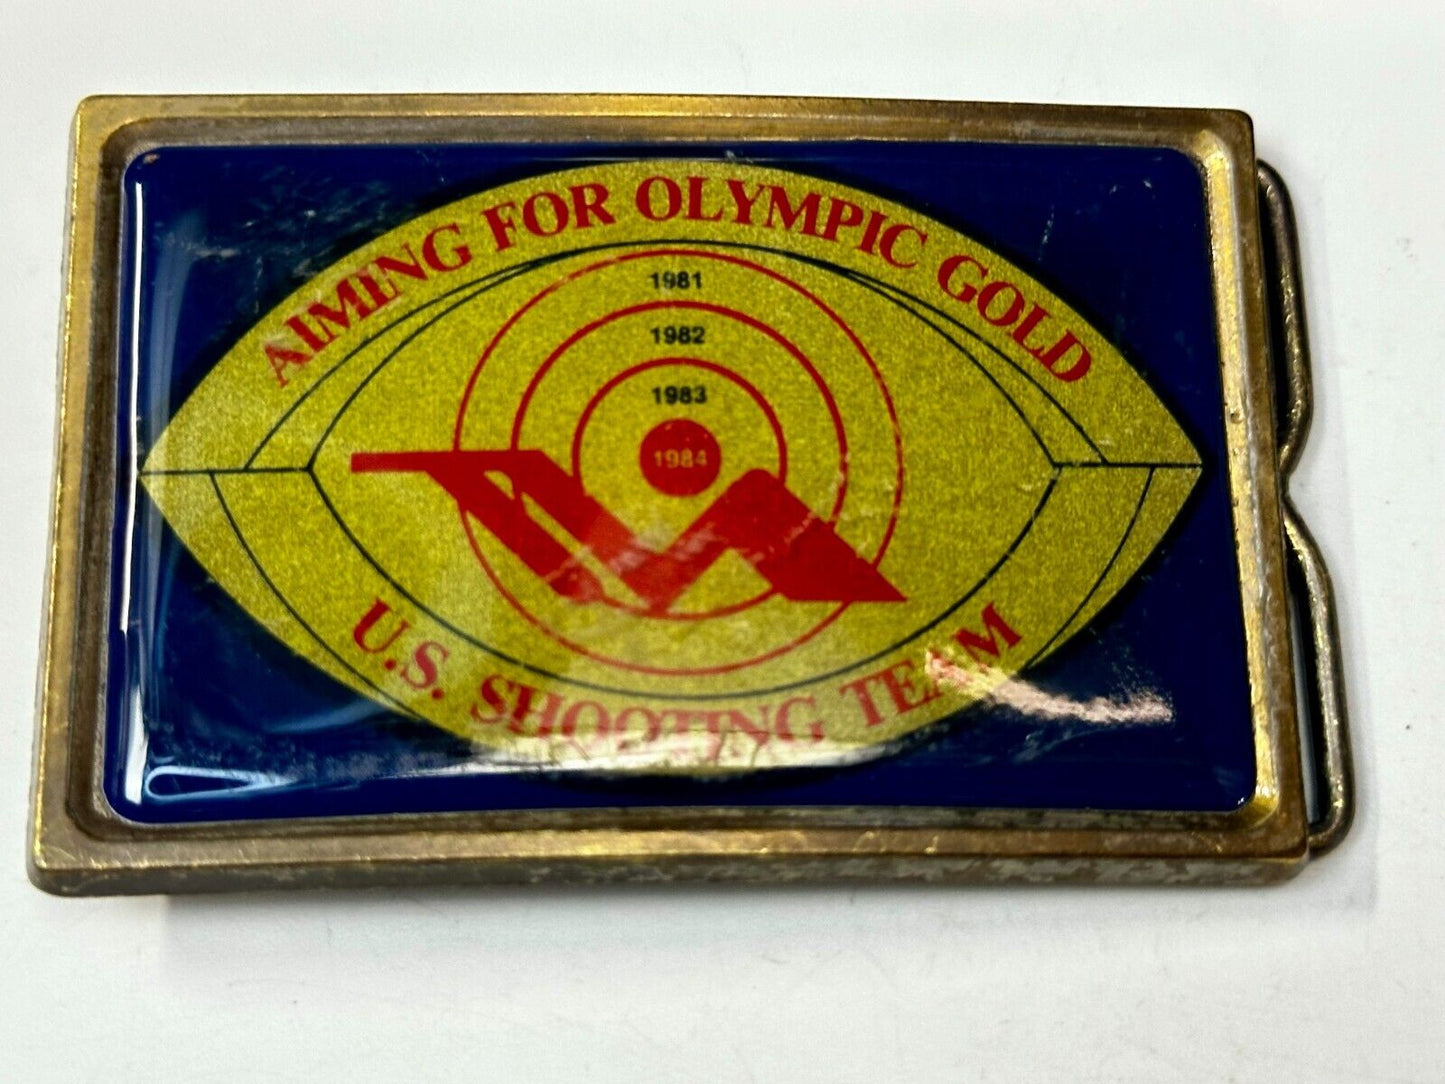 AIMING FOR OLYMPIC GOLD
1981
1982
1983
1984
U.S. SHOOTING TEAM